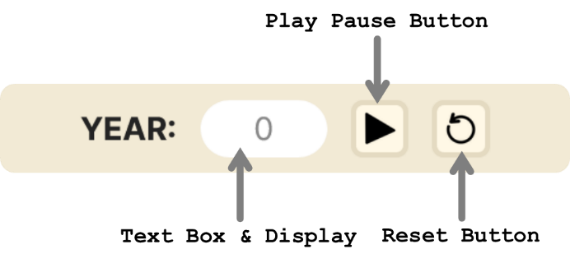 Play Pause Button
YEAR: 0
Text Box & Display Reset Button